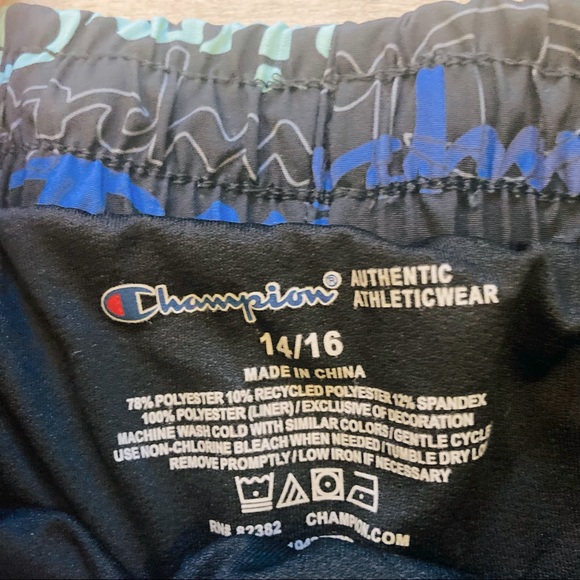 Champion® AUTHENTIC ATHLETICWEAR
14/16
MADE IN CHINA
78% POLYESTER 10% RECYCLED POLYESTER 12% SPANDEX
100% POLYESTER (LINER) / EXCLUSIVE OF DECORATION
MACHINE WASH COLD WITH SIMILAR COLORS / GENTLE CYCLE
USE NON-CHLORINE BLEACH WHEN NEEDED / TUMBLE DRY LO
REMOVE PROMPTLY / LOW IRON IF NECESSARY
RN# 82382 CHAMPION.COM